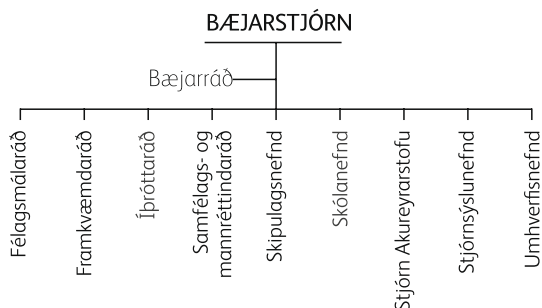 BÆJARSTJÓRN
Bæjarráð
Félagsmálaráð
Framkvæmdaráð
Íþróttaráð
Samfélags- og
mannréttindaráð
Skipulagsnefnd
Skólanefnd
Stjórn Akureyrarstofu
Stjórnsýslunefnd
Umhverfisnefnd